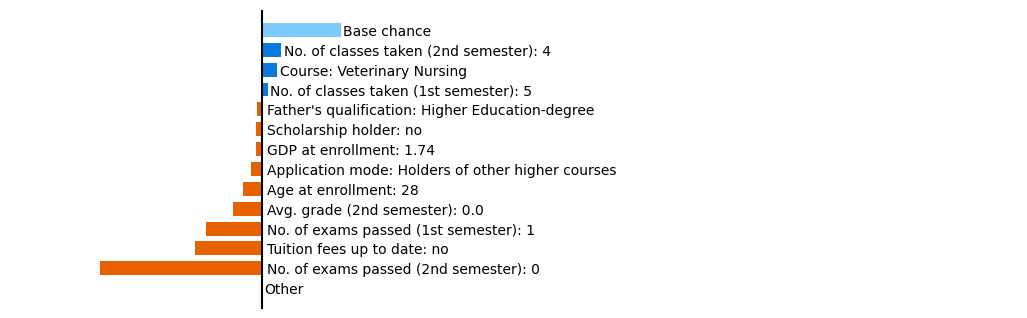 Base chance
No. of classes taken (2nd semester): 4
Course: Veterinary Nursing
No. of classes taken (1st semester): 5
Father's qualification: Higher Education-degree
Scholarship holder: no
GDP at enrollment: 1.74
Application mode: Holders of other higher courses
Age at enrollment: 28
Avg. grade (2nd semester): 0.0
No. of exams passed (1st semester): 1
Tuition fees up to date: no
No. of exams passed (2nd semester): 0
Other